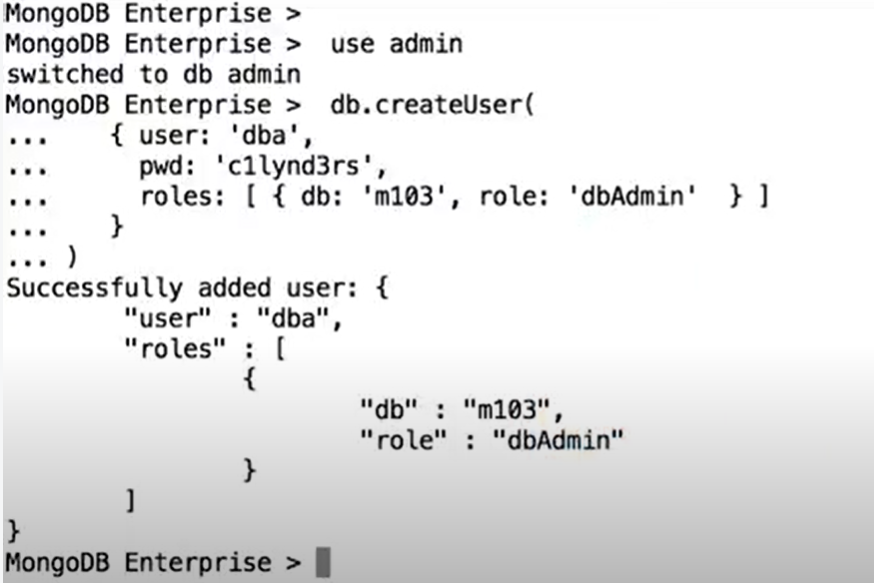 MongoDB Enterprise >
MongoDB Enterprise >  use admin
switched to db admin
MongoDB Enterprise >  db.createUser(
...    { user: 'dba',
...      pwd: 'c1lynd3rs',
...      roles: [ { db: 'm103', role: 'dbAdmin'  } ]
...    }
... )
Successfully added user: {
        "user" : "dba",
        "roles" : [
                {
                        "db" : "m103",
                        "role" : "dbAdmin"
                }
        ]
}
MongoDB Enterprise >